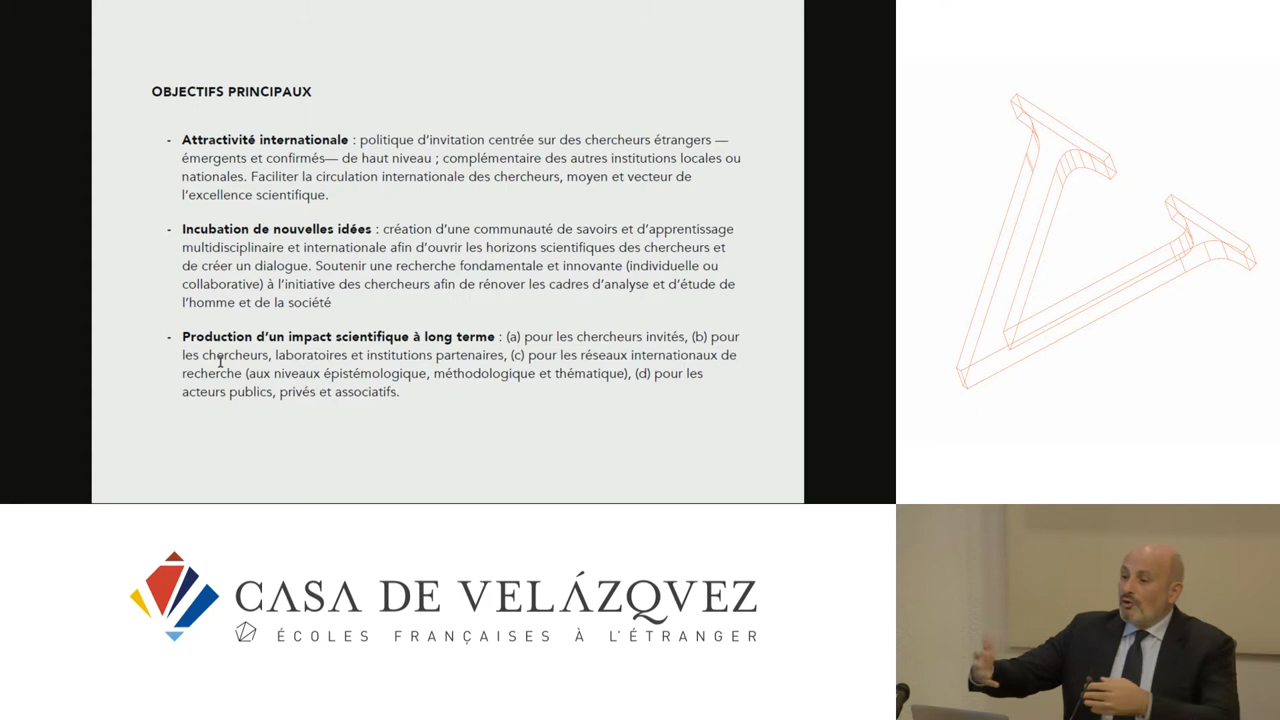 OBJECTIFS PRINCIPAUX
- Attractivité internationale : politique d’invitation centrée sur des chercheurs étrangers —
émergents et confirmés— de haut niveau ; complémentaire des autres institutions locales ou
nationales. Faciliter la circulation internationale des chercheurs, moyen et vecteur de
l’excellence scientifique.
- Incubation de nouvelles idées : création d’une communauté de savoirs et d’apprentissage
multidisciplinaire et internationale afin d’ouvrir les horizons scientifiques des chercheurs et
de créer un dialogue. Soutenir une recherche fondamentale et innovante (individuelle ou
collaborative) à l’initiative des chercheurs afin de rénover les cadres d’analyse et d’étude de
l’homme et de la société
- Production d’un impact scientifique à long terme : (a) pour les chercheurs invités, (b) pour
les chercheurs, laboratoires et institutions partenaires, (c) pour les réseaux internationaux de
recherche (aux niveaux épistémologique, méthodologique et thématique), (d) pour les
acteurs publics, privés et associatifs.
CASA DE VELÁZQVEZ
ÉCOLES FRANÇAISES À L'ÉTRANGER